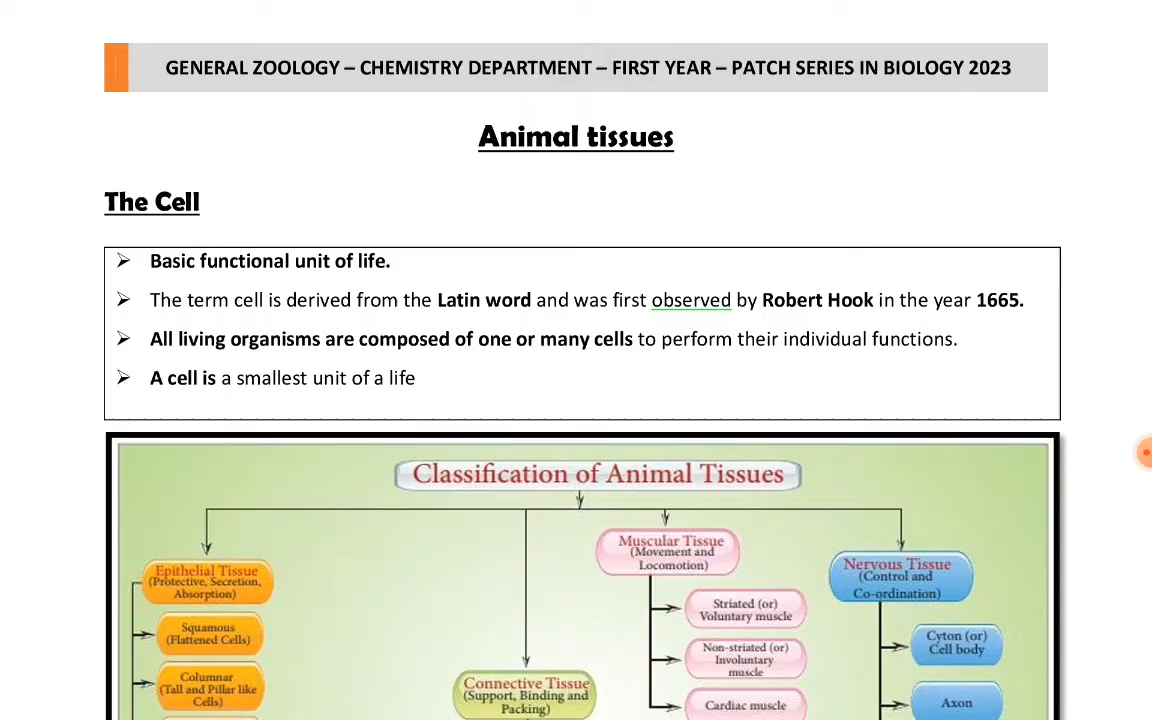 GENERAL ZOOLOGY – CHEMISTRY DEPARTMENT – FIRST YEAR – PATCH SERIES IN BIOLOGY 2023
Animal tissues
The Cell
➢ Basic functional unit of life.
➢ The term cell is derived from the Latin word and was first observed by Robert Hook in the year 1665.
➢ All living organisms are composed of one or many cells to perform their individual functions.
➢ A cell is a smallest unit of a life
Classification of Animal Tissues
Epithelial Tissue
(Protective, Secretion,
Absorption)
Squamous
(Flattened Cells)
Columnar
(Tall and Pillar like
Cells)
Connective Tissue
(Support, Binding and
Packing)
Muscular Tissue
(Movement and
Locomotion)
Striated (or)
Voluntary muscle
Non-striated (or)
Involuntary
muscle
Cardiac muscle
Nervous Tissue
(Control and
Co-ordination)
Cyton (or)
Cell body
Axon